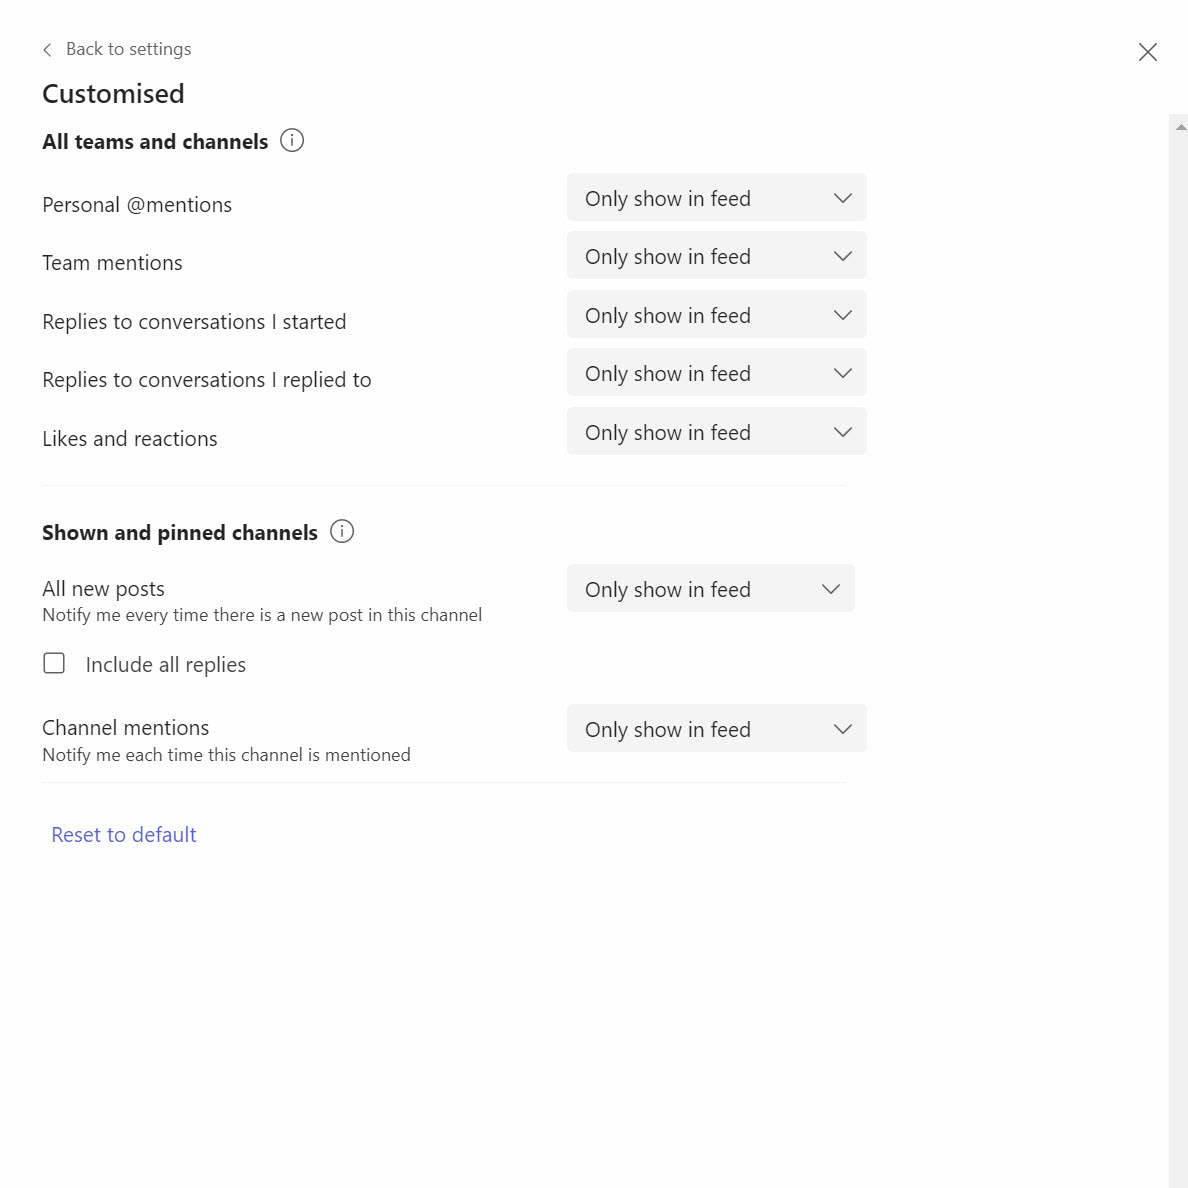 Back to settings
Customised
All teams and channels
Personal @mentions
Only show in feed
Team mentions
Only show in feed
Replies to conversations I started
Only show in feed
Replies to conversations I replied to
Only show in feed
Likes and reactions
Only show in feed
Shown and pinned channels
All new posts
Only show in feed
Notify me every time there is a new post in this channel
Include all replies
Channel mentions
Only show in feed
Notify me each time this channel is mentioned
Reset to default